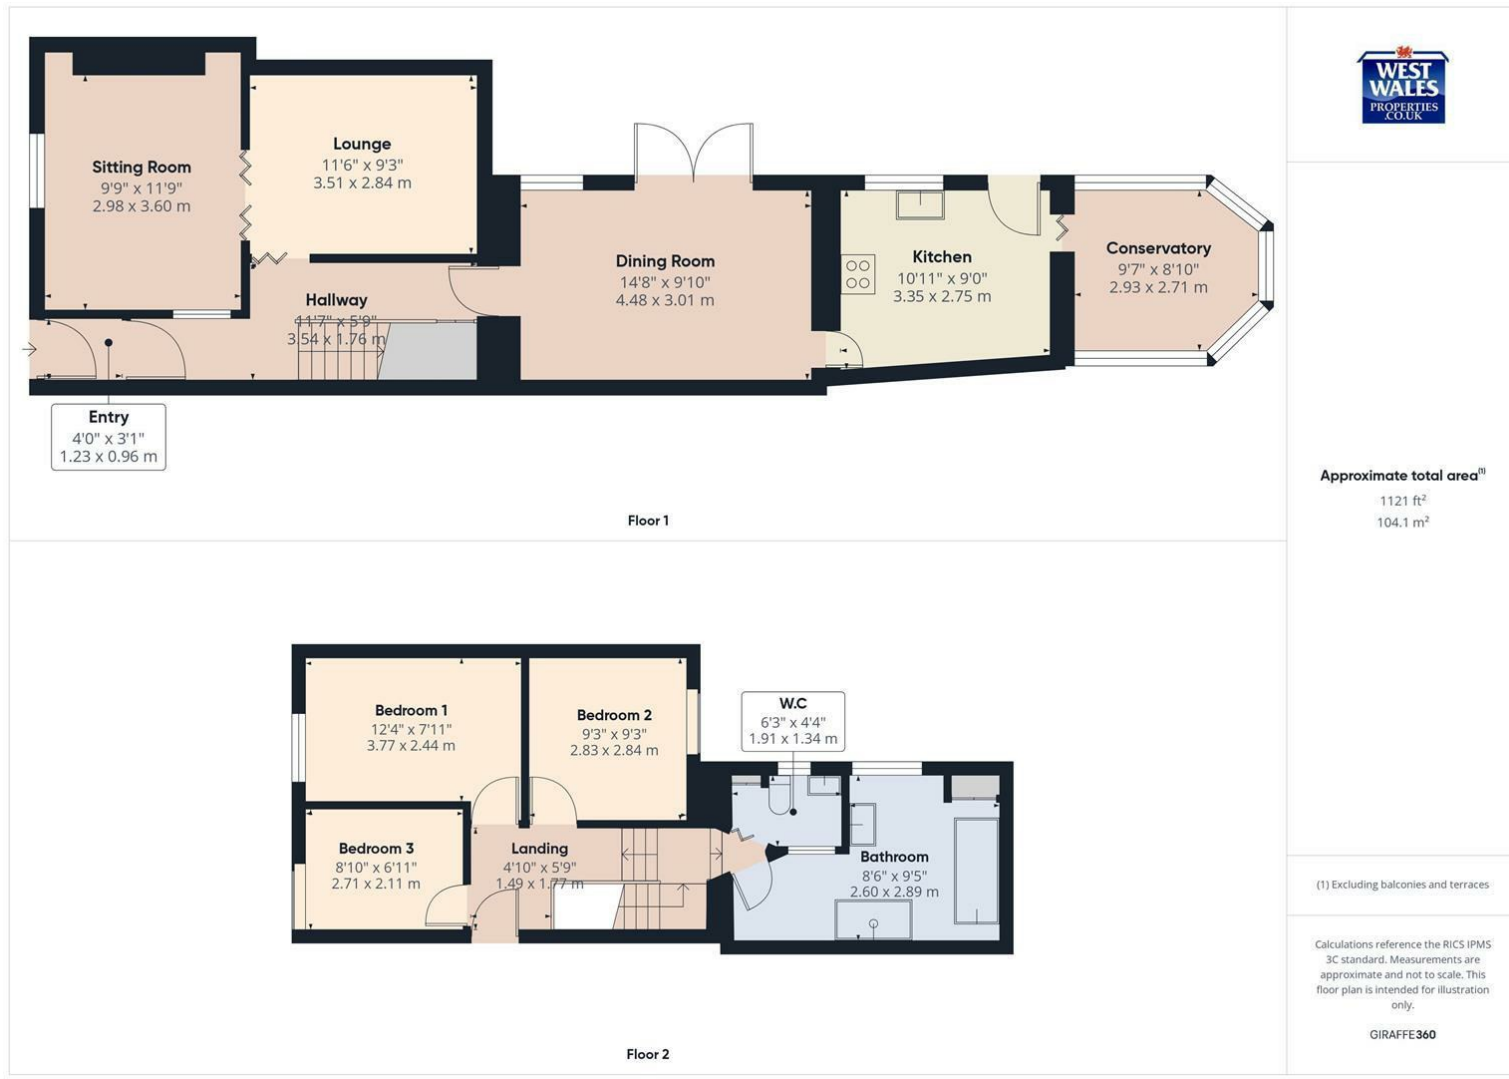 Sitting Room
9'9" x 11'9"
2.98 x 3.60 m
Lounge
11'6" x 9'3"
3.51 x 2.84 m
Hallway
11'7" x 5'9"
3.54 x 1.76 m
Dining Room
14'8" x 9'10"
4.48 x 3.01 m
Kitchen
10'11" x 9'0"
3.35 x 2.75 m
Conservatory
9'7" x 8'10"
2.93 x 2.71 m
Entry
4'0" x 3'1"
1.23 x 0.96 m
Floor 1
Bedroom 1
12'4" x 7'11"
3.77 x 2.44 m
Bedroom 2
9'3" x 9'3"
2.83 x 2.84 m
W.C
6'3" x 4'4"
1.91 x 1.34 m
Bedroom 3
8'10" x 6'11"
2.71 x 2.11 m
Landing
4'10" x 5'9"
1.49 x 1.77 m
Bathroom
8'6" x 9'5"
2.60 x 2.89 m
Floor 2
WEST
WALES
PROPERTIES
.CO.UK
Approximate total area(1)
1121 ft²
104.1 m²
(1) Excluding balconies and terraces
Calculations reference the RICS IPMS
3C standard. Measurements are
approximate and not to scale. This
floor plan is intended for illustration
only.
GIRAFFE360